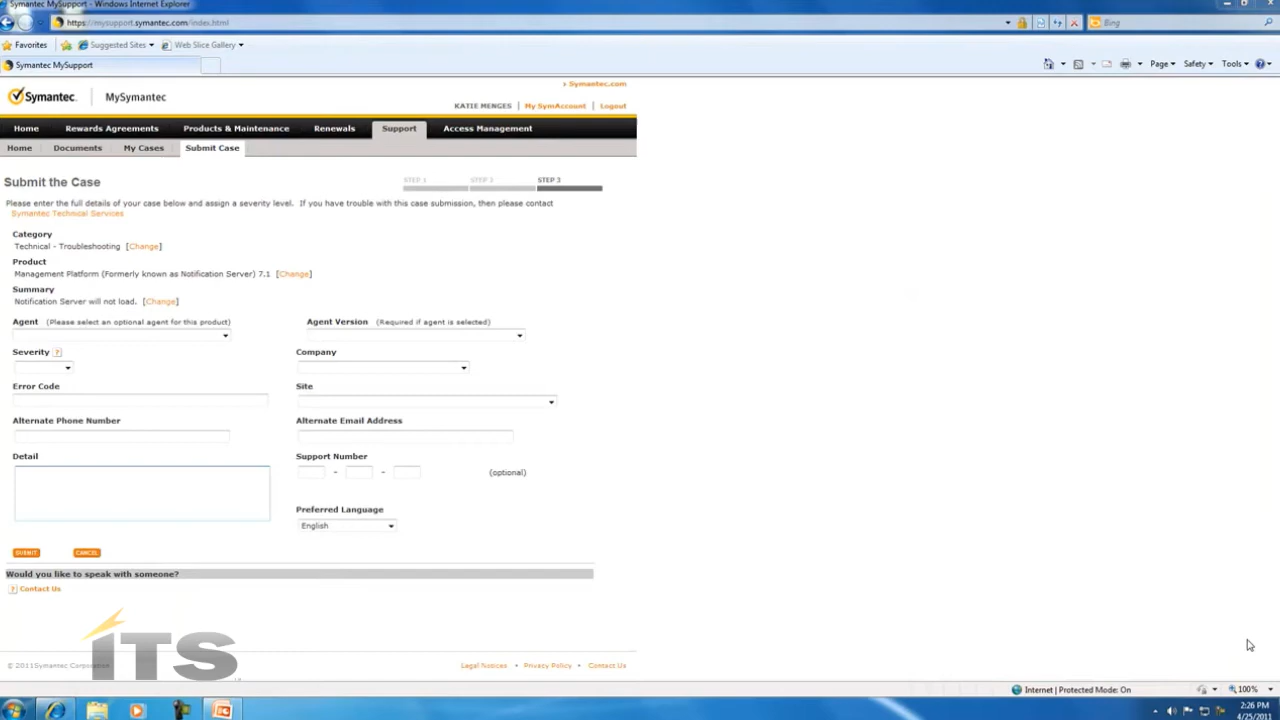 Symantec MySupport - Windows Internet Explorer
https://mysupport.symantec.com/index.html
Bing
Favorites
Suggested Sites
Web Slice Gallery
Symantec MySupport
Page
Safety
Tools
Symantec.com
Symantec.
MySymantec
KATIE MENGES | My SymAccount | Logout
Home
Rewards Agreements
Products & Maintenance
Renewals
Support
Access Management
Home
Documents
My Cases
Submit Case
Submit the Case
STEP 1
STEP 2
STEP 3
Please enter the full details of your case below and assign a severity level. If you have trouble with this case submission, then please contact
Symantec Technical Services
Category
Technical - Troubleshooting [Change]
Product
Management Platform (Formerly known as Notification Server) 7.1 [Change]
Summary
Notification Server will not load. [Change]
Agent (Please select an optional agent for this product)
Agent Version (Required if agent is selected)
Severity ?
Company
Error Code
Site
Alternate Phone Number
Alternate Email Address
Detail
Support Number
- - (optional)
Preferred Language
English
SUBMIT
CANCEL
Would you like to speak with someone?
? Contact Us
iTS
© 2011Symantec Corporation
Legal Notices • Privacy Policy • Contact Us
Internet | Protected Mode: On
100%
2:26 PM
4/25/2011